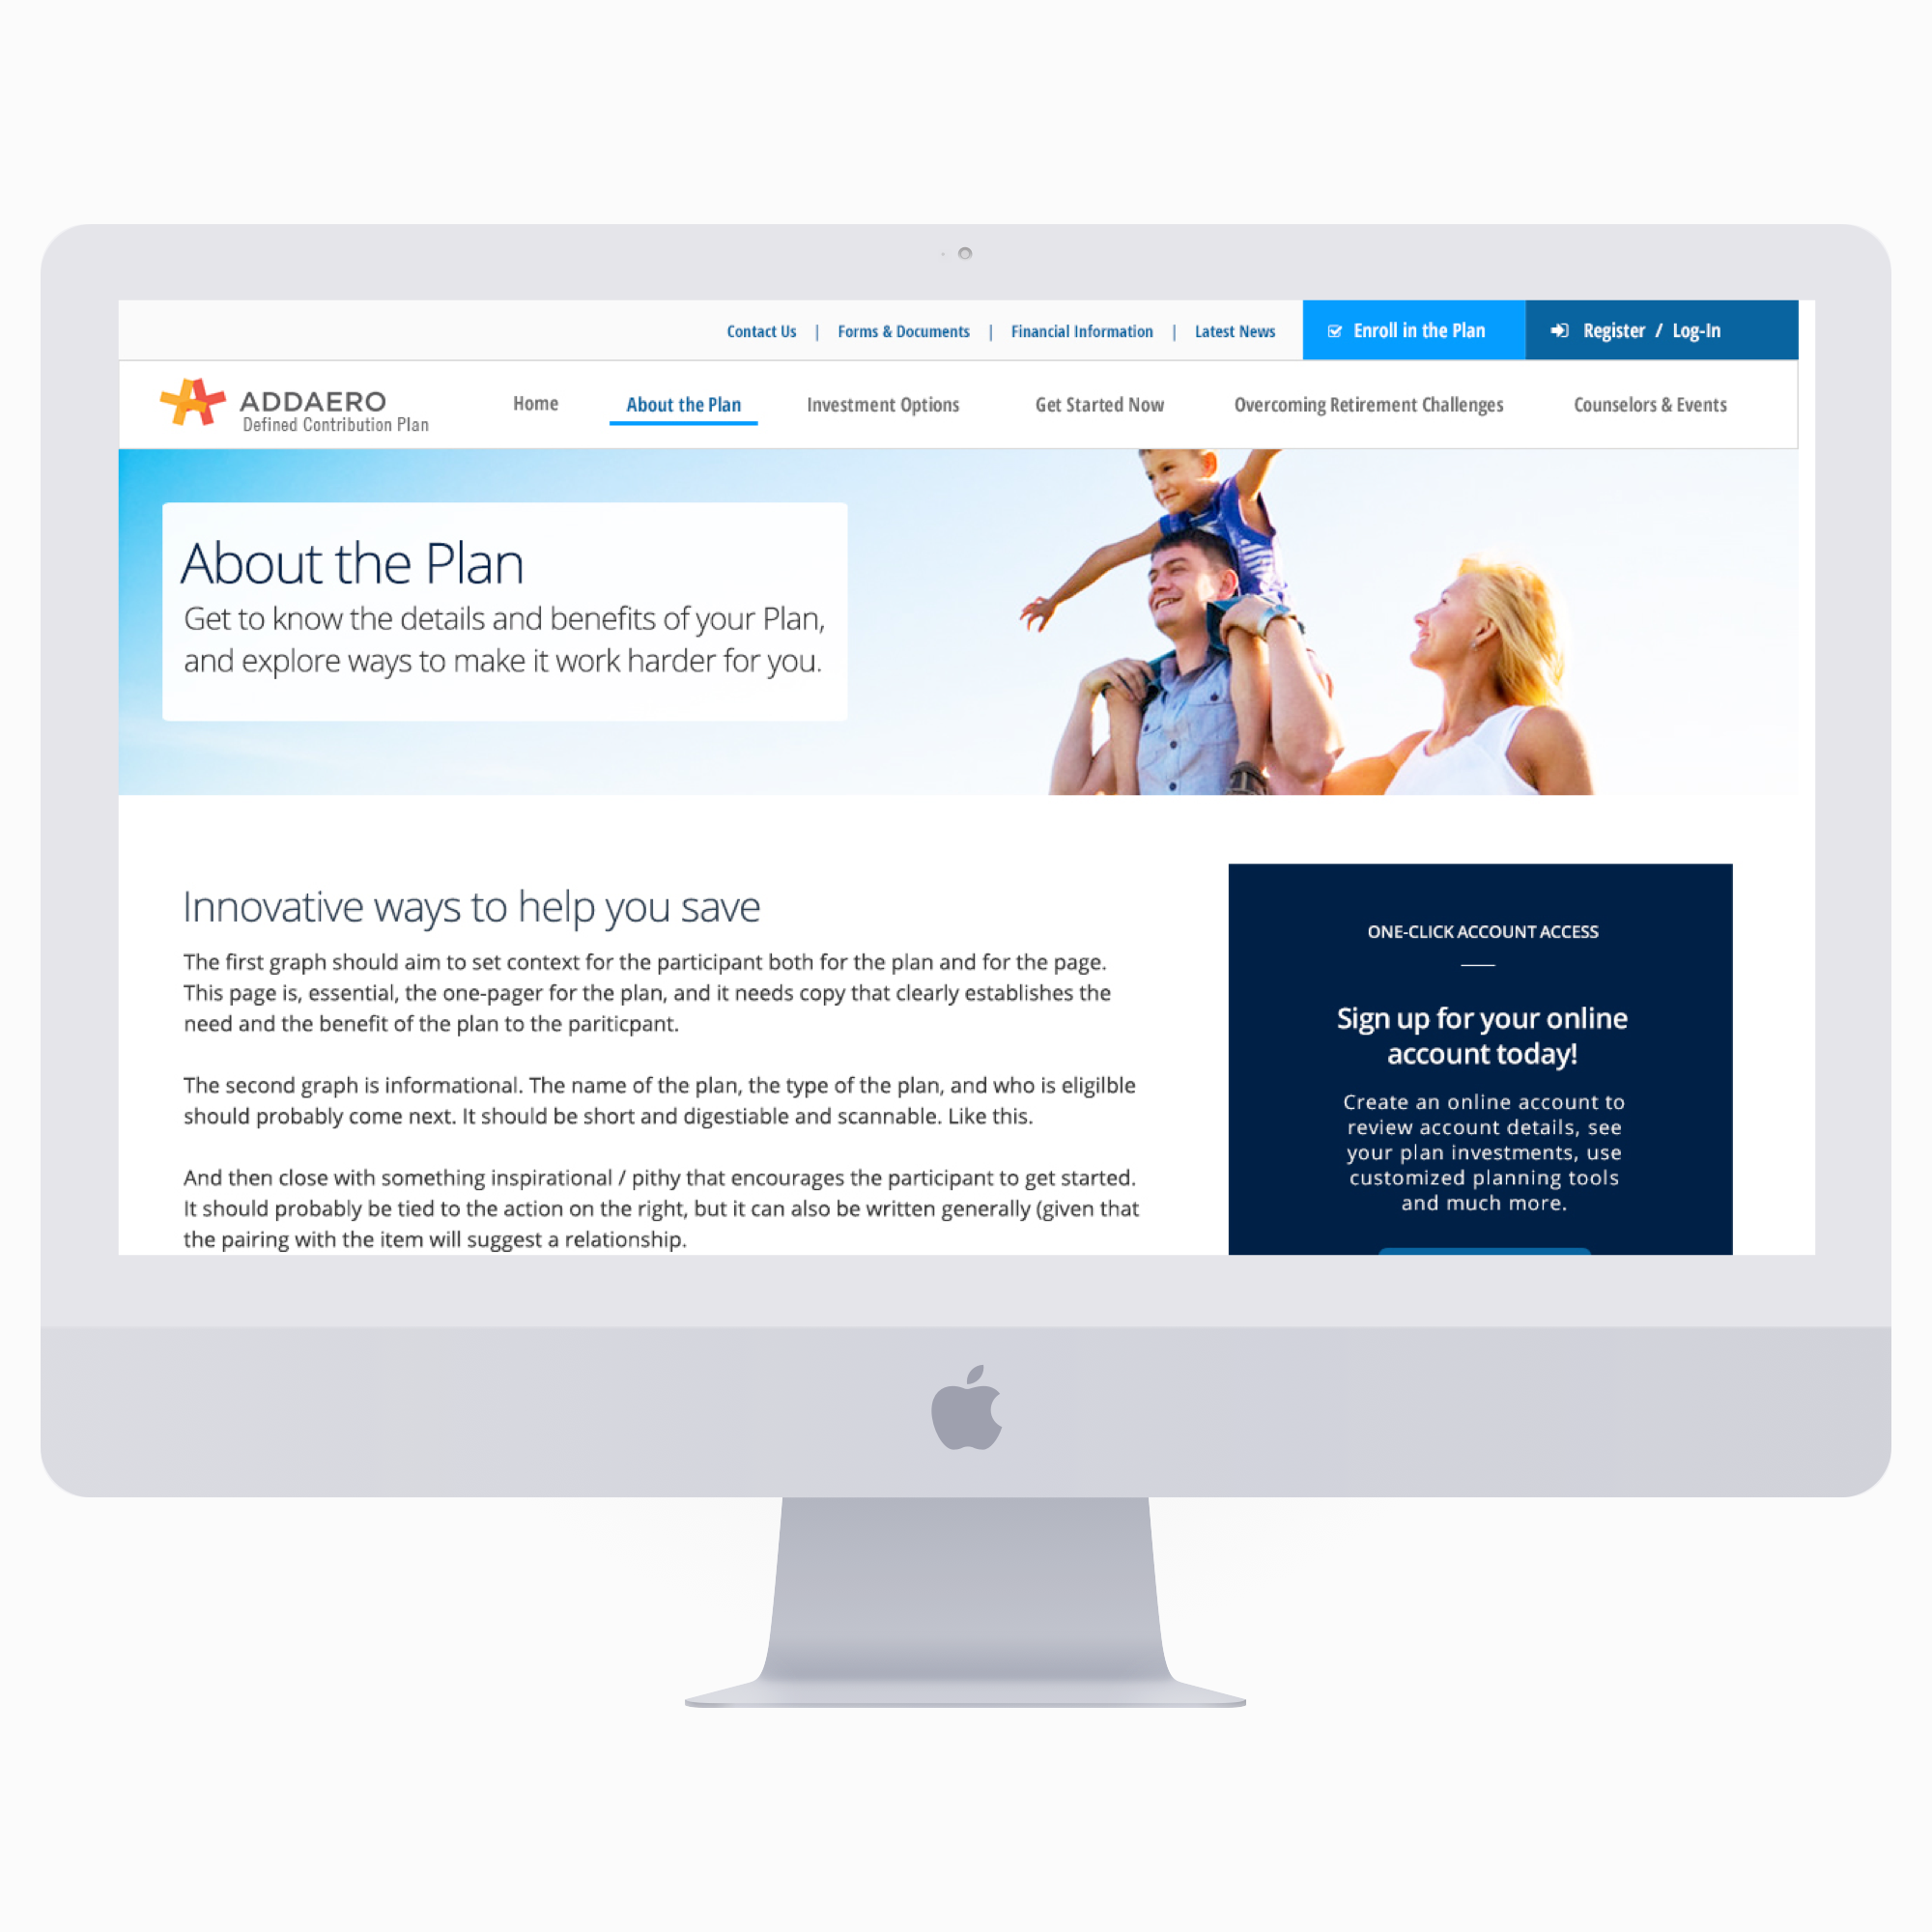 Contact Us | Forms & Documents | Financial Information | Latest News
Enroll in the Plan
Register / Log-In
ADDAERO
Defined Contribution Plan
Home
About the Plan
Investment Options
Get Started Now
Overcoming Retirement Challenges
Counselors & Events
About the Plan
Get to know the details and benefits of your Plan,
and explore ways to make it work harder for you.
Innovative ways to help you save
The first graph should aim to set context for the participant both for the plan and for the page.
This page is, essential, the one-pager for the plan, and it needs copy that clearly establishes the
need and the benefit of the plan to the pariticpant.
The second graph is informational. The name of the plan, the type of the plan, and who is eligilble
should probably come next. It should be short and digestiable and scannable. Like this.
And then close with something inspirational / pithy that encourages the participant to get started.
It should probably be tied to the action on the right, but it can also be written generally (given that
the pairing with the item will suggest a relationship.
ONE-CLICK ACCOUNT ACCESS
Sign up for your online
account today!
Create an online account to
review account details, see
your plan investments, use
customized planning tools
and much more.